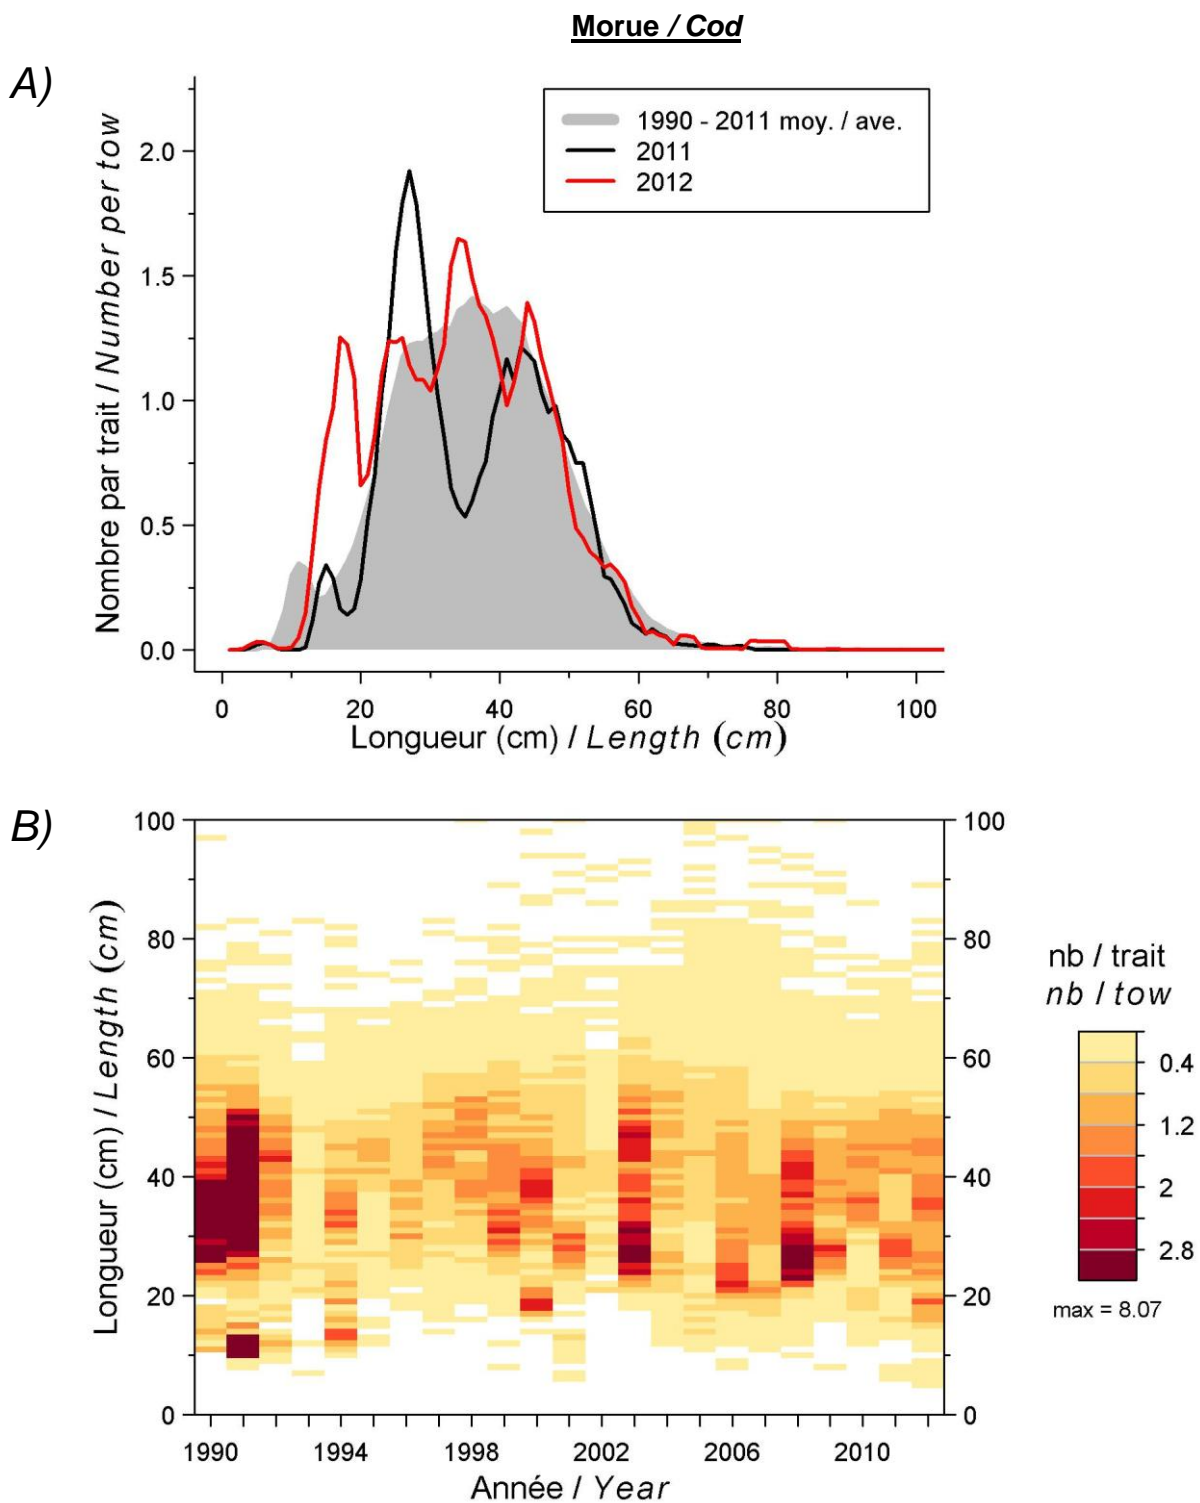 Morue / Cod
A)
Nombre par trait / Number per tow
2.0
1.5
1.0
0.5
0.0
1990 - 2011 moy. / ave.
2011
2012
0 20 40 60 80 100
Longueur (cm) / Length (cm)
B)
Longueur (cm) / Length (cm)
100
80
60
40
20
0
100
80
60
40
20
0
1990 1994 1998 2002 2006 2010
Année / Year
nb / trait
nb / tow
0.4
1.2
2
2.8
max = 8.07